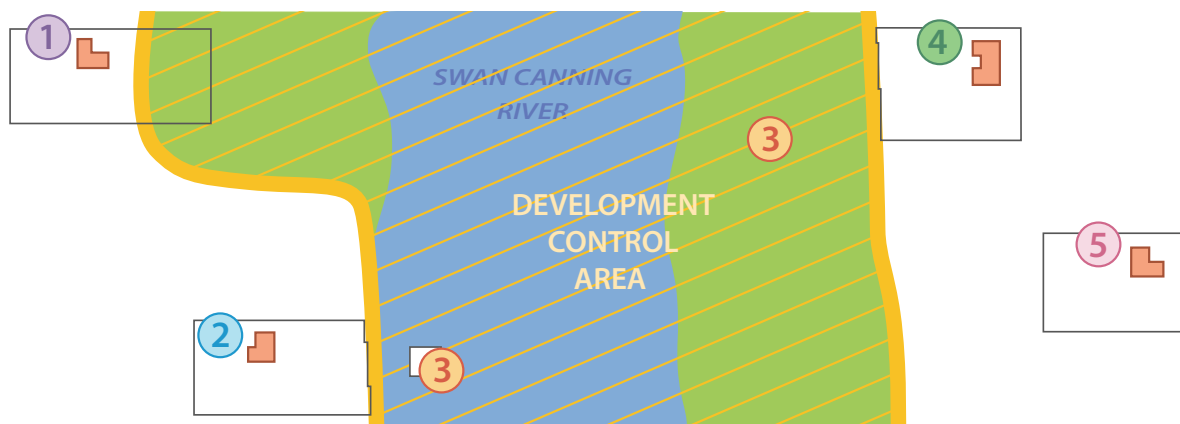 1
4
SWAN CANNING
RIVER
3
DEVELOPMENT
CONTROL
AREA
5
2
3